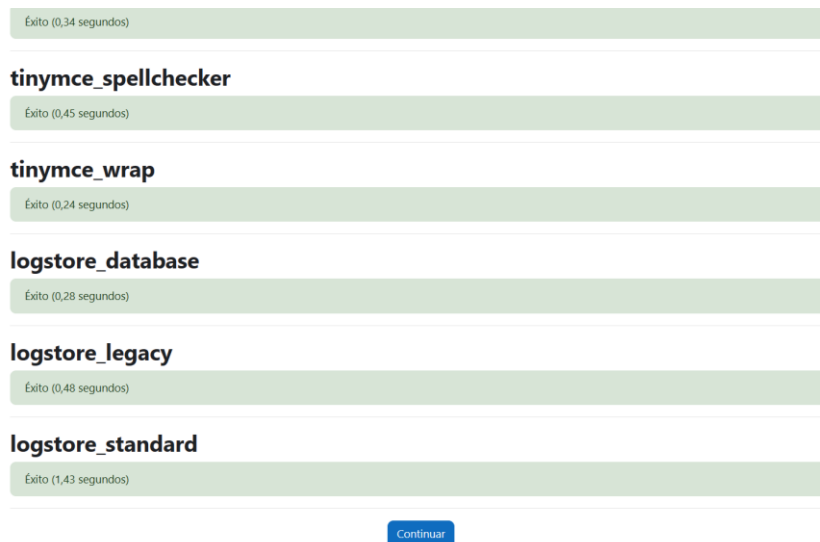 Éxito (0,34 segundos)
tinymce_spellchecker
Éxito (0,45 segundos)
tinymce_wrap
Éxito (0,24 segundos)
logstore_database
Éxito (0,28 segundos)
logstore_legacy
Éxito (0,48 segundos)
logstore_standard
Éxito (1,43 segundos)
Continuar